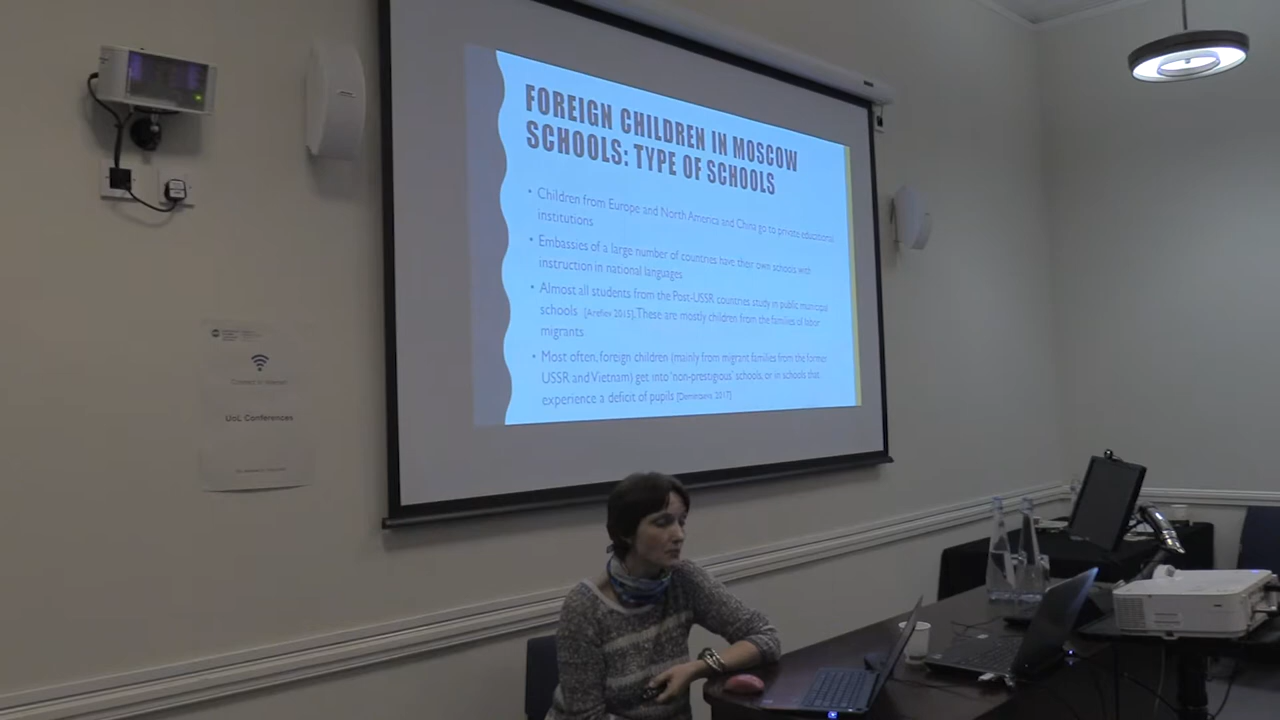 FOREIGN CHILDREN IN MOSCOW
SCHOOLS: TYPE OF SCHOOLS
• Children from Europe and North America and China go to private educational
institutions
• Embassies of a large number of countries have their own schools with
instruction in national languages
• Almost all students from the Post-USSR countries study in public municipal
schools [Arefiev 2015]. These are mostly children from the families of labor
migrants
• Most often, foreign children (mainly from migrant families from the former
USSR and Vietnam) get into 'non-prestigious' schools, or in schools that
experience a deficit of pupils [Demintseva 2017]
UoL Conferences